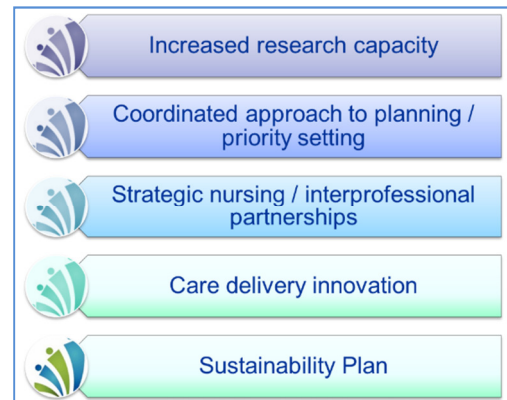 Increased research capacity
Coordinated approach to planning /
priority setting
Strategic nursing / interprofessional
partnerships
Care delivery innovation
Sustainability Plan